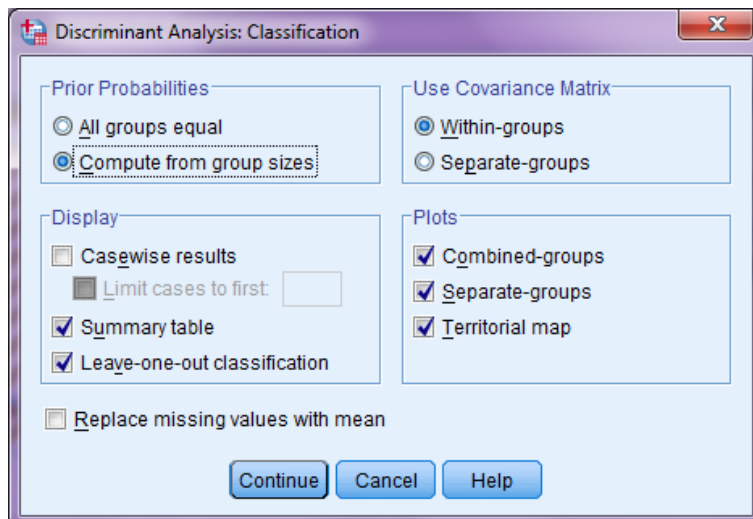 Discriminant Analysis: Classification
Prior Probabilities
All groups equal
Compute from group sizes
Use Covariance Matrix
Within-groups
Separate-groups
Display
Casewise results
Limit cases to first:
Summary table
Leave-one-out classification
Plots
Combined-groups
Separate-groups
Territorial map
Replace missing values with mean
Continue Cancel Help